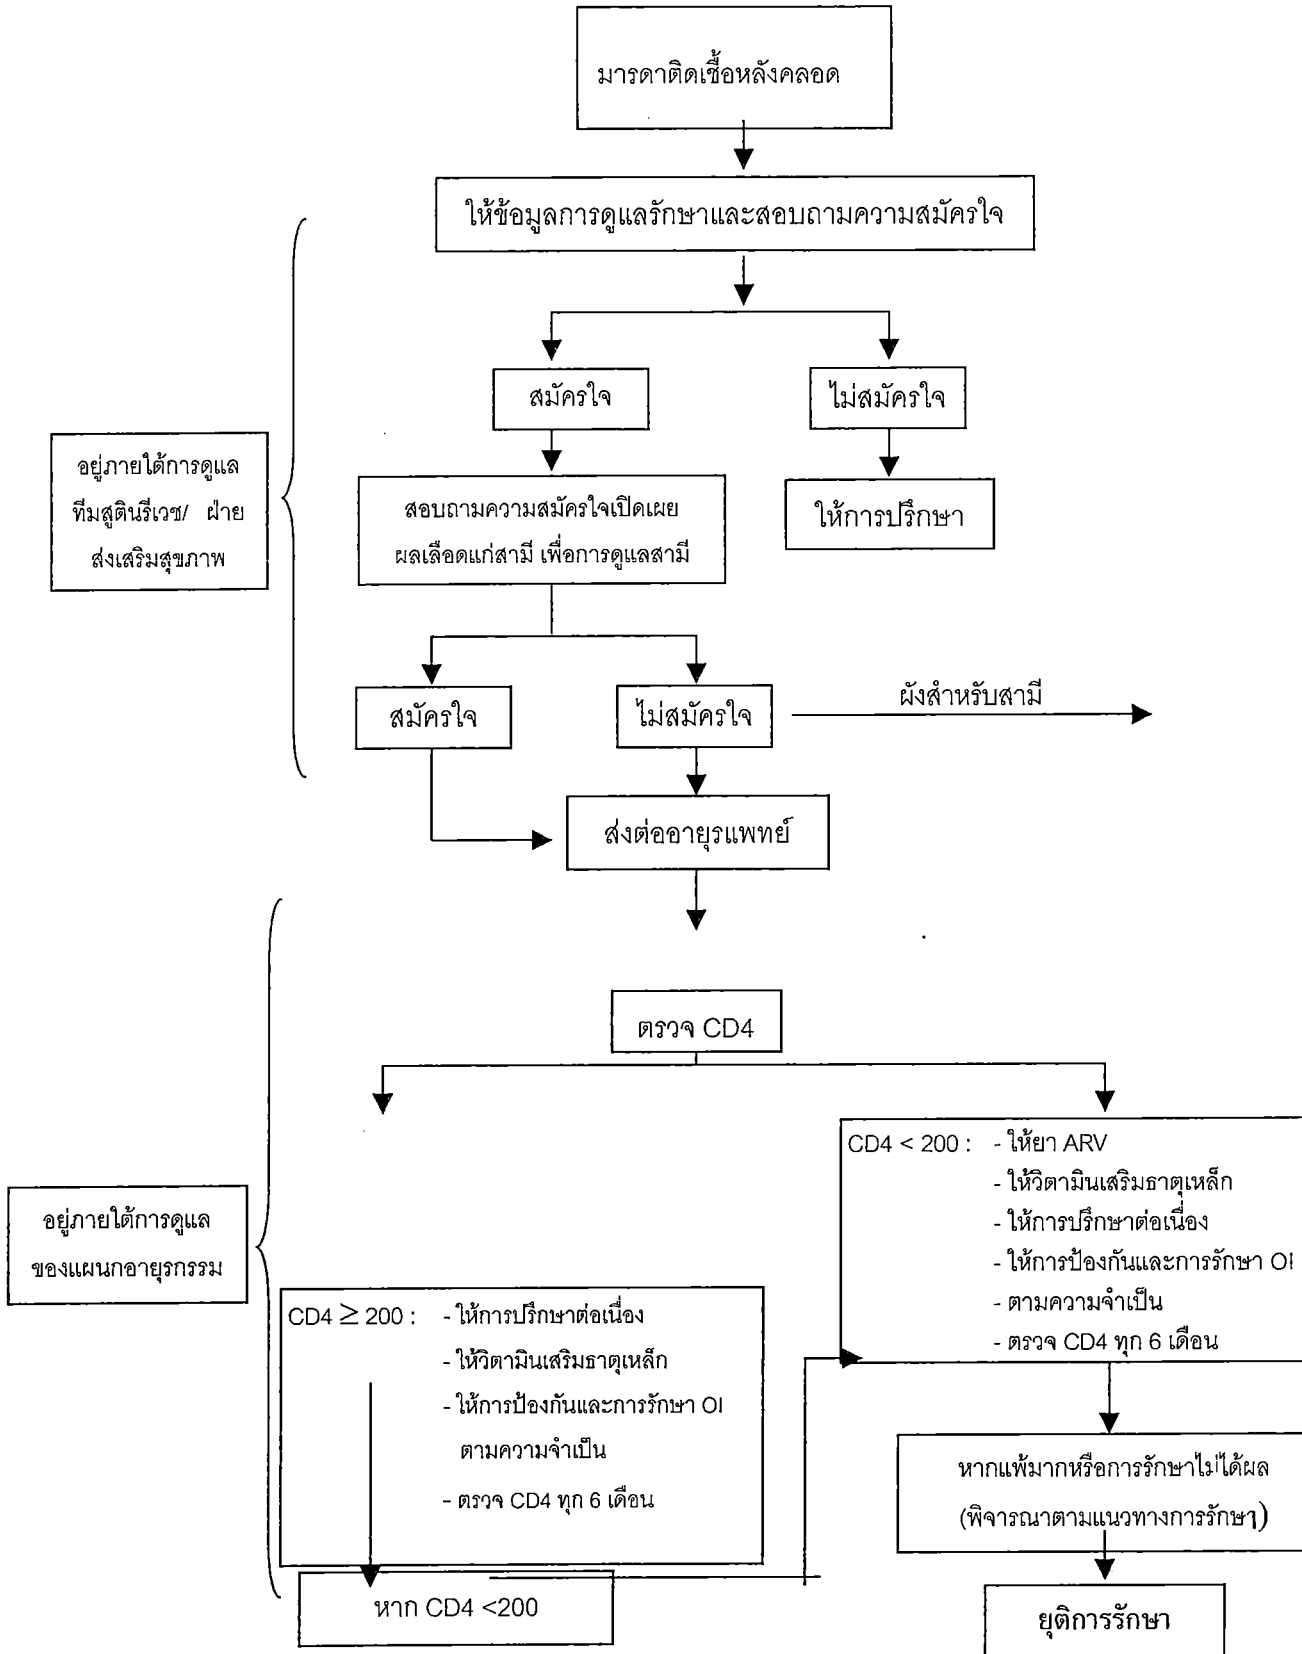 มารดาติดเชื้อหลังคลอด
ให้ข้อมูลการดูแลรักษาและสอบถามความสมัครใจ
สมัครใจ
ไม่สมัครใจ
อยู่ภายใต้การดูแล
ทีมสูตินรีเวช/ ฝ่าย
ส่งเสริมสุขภาพ
สอบถามความสมัครใจเปิดเผย
ผลเลือดแก่สามี เพื่อการดูแลสามี
ให้การปรึกษา
สมัครใจ
ไม่สมัครใจ
ผังสำหรับสามี
ส่งต่ออายุรแพทย์
ตรวจ CD4
อยู่ภายใต้การดูแล
ของแผนกอายุรกรรม
CD4 < 200 : - ให้ยา ARV
- ให้วิตามินเสริมธาตุเหล็ก
- ให้การปรึกษาต่อเนื่อง
- ให้การป้องกันและการรักษา OI
- ตามความจำเป็น
- ตรวจ CD4 ทุก 6 เดือน
CD4 ≥ 200 : - ให้การปรึกษาต่อเนื่อง
- ให้วิตามินเสริมธาตุเหล็ก
- ให้การป้องกันและการรักษา OI
ตามความจำเป็น
- ตรวจ CD4 ทุก 6 เดือน
หาก CD4 <200
หากแพ้มากหรือการรักษาไม่ได้ผล
(พิจารณาตามแนวทางการรักษา)
ยุติการรักษา